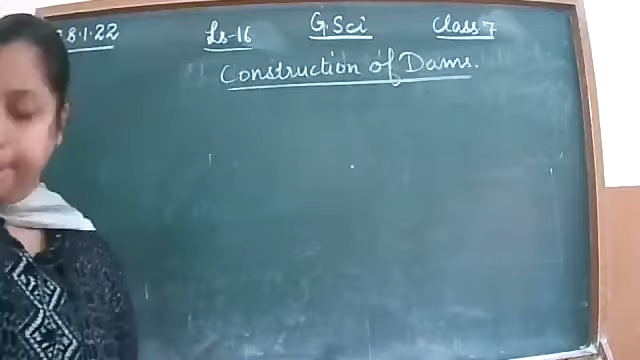 8.1.22 Ls-16 G.Sci Class 7
Construction of Dams.